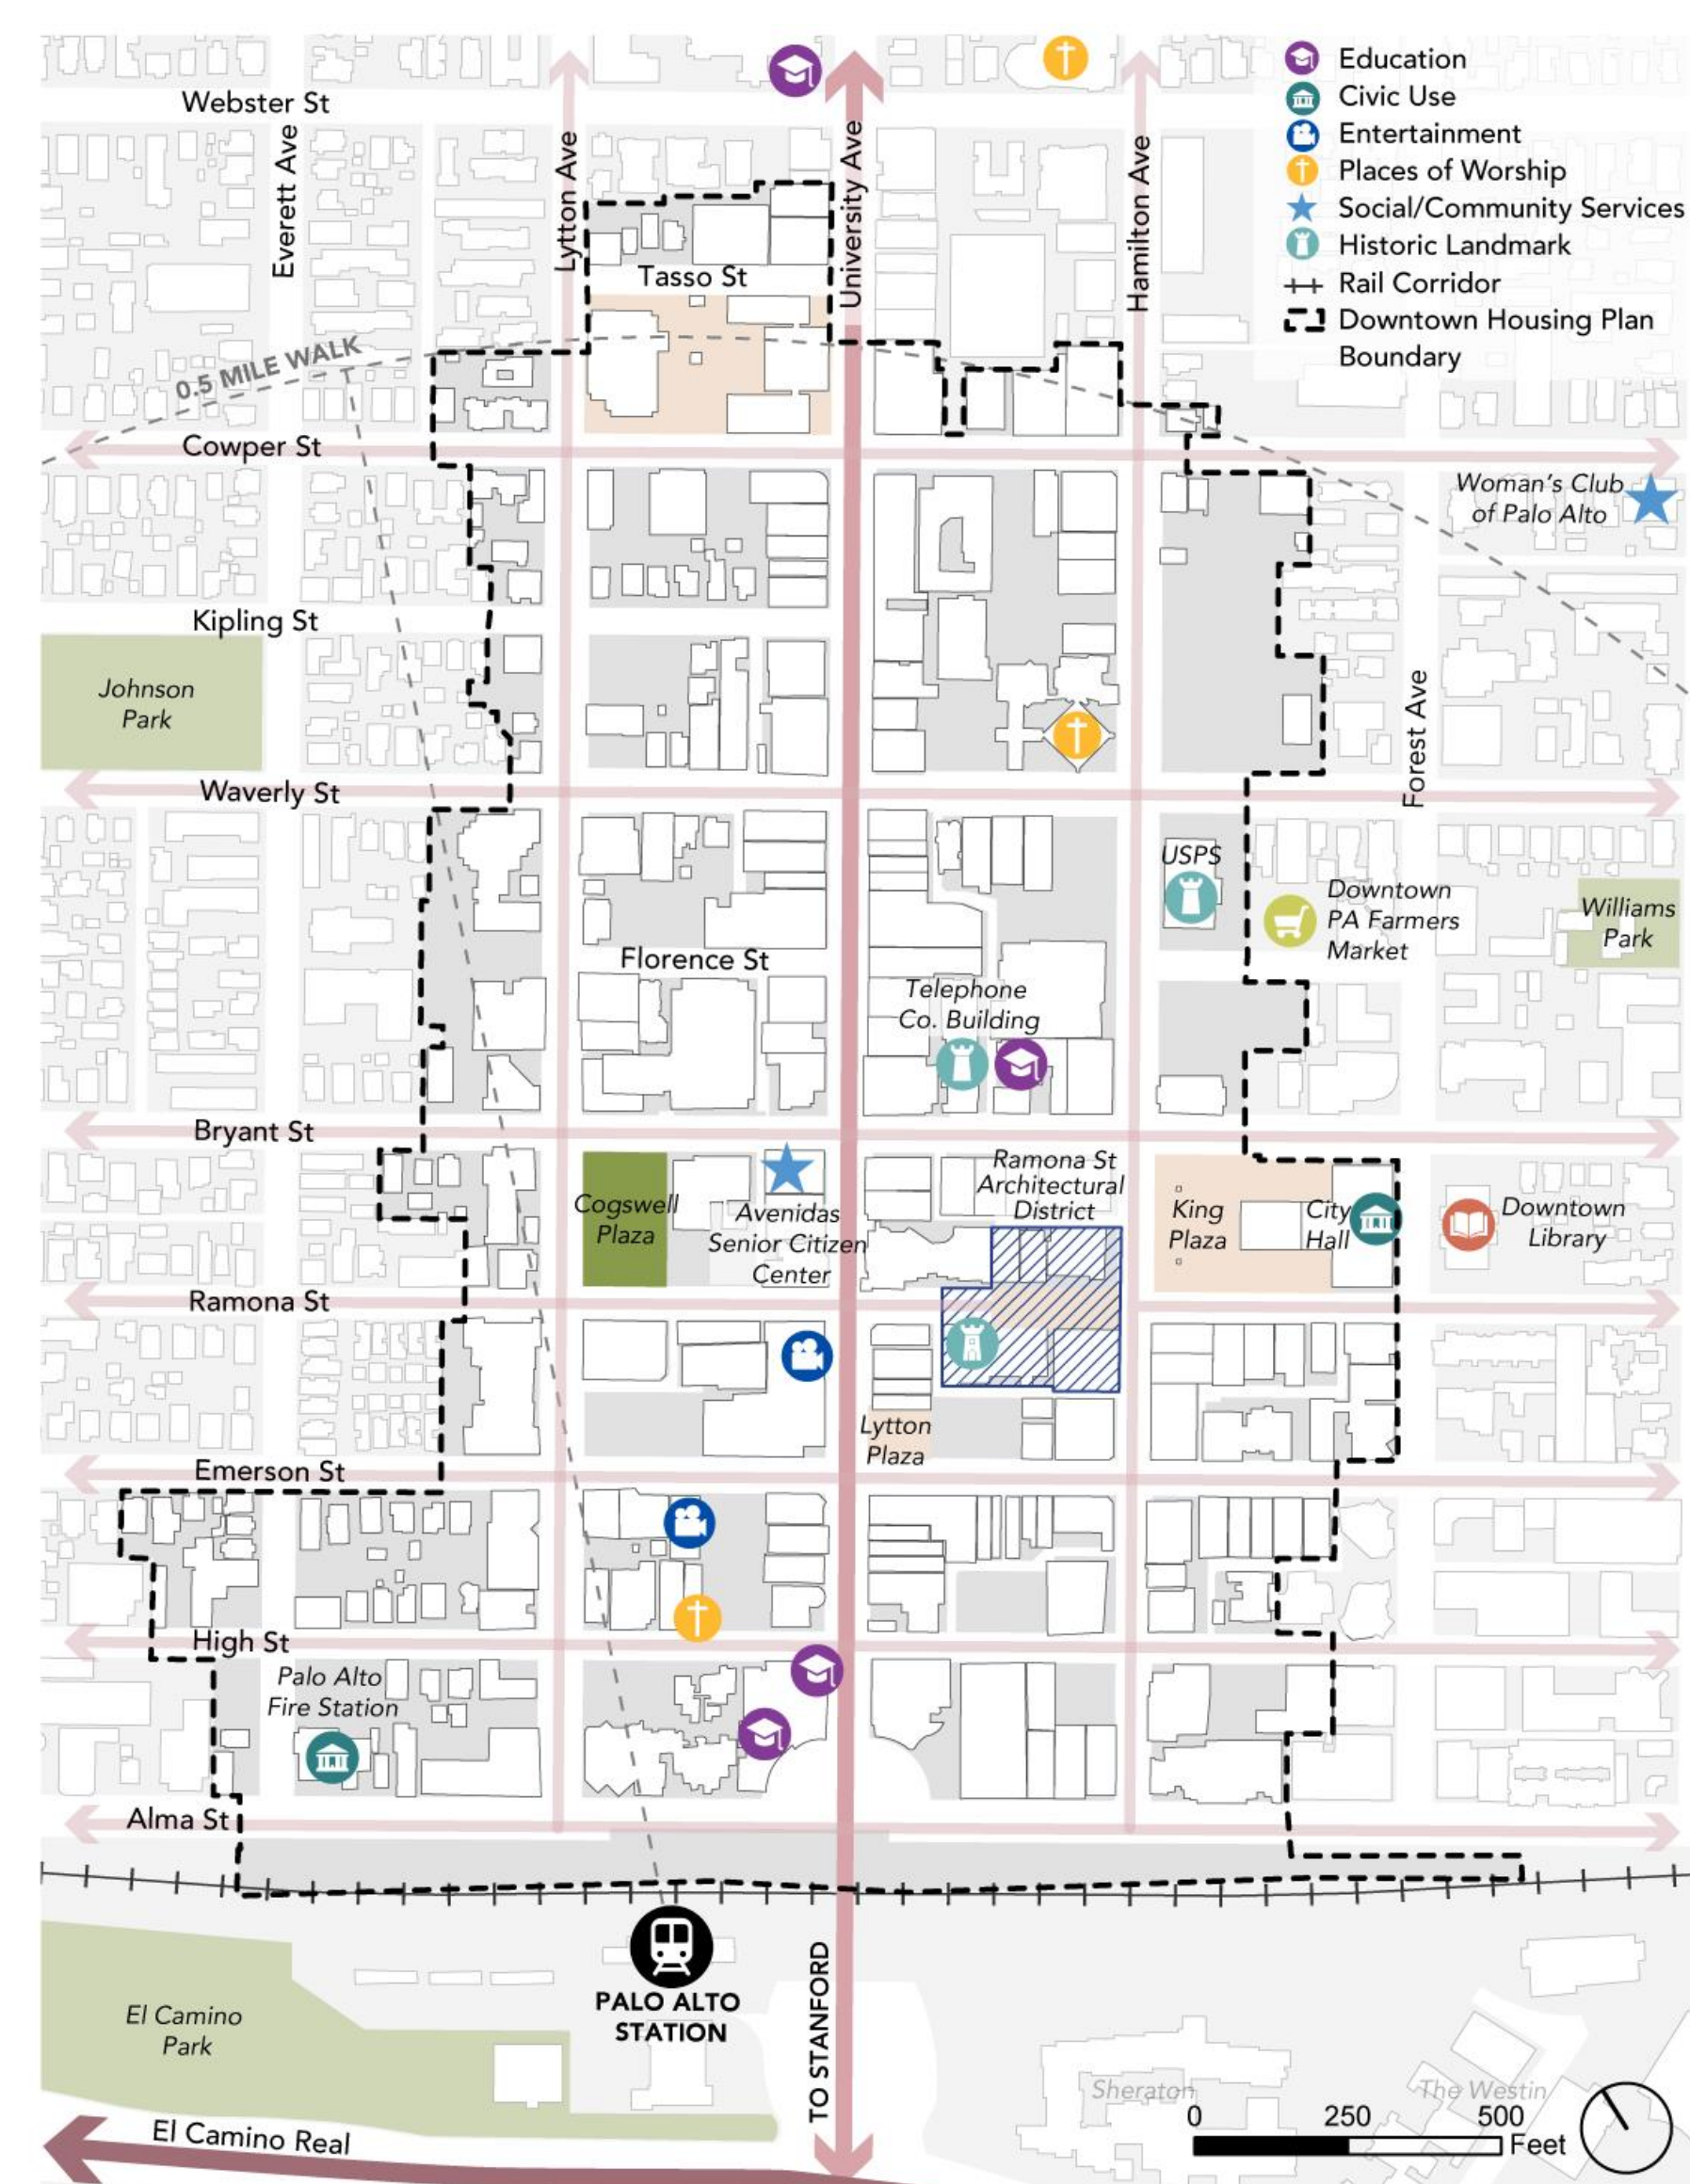 Education
Webster St
Civic Use
Everett Ave
Lytton Ave
University Ave
Hamilton Ave
Entertainment
Places of Worship
Social/Community Services
Historic Landmark
Tasso St
Rail Corridor
Downtown Housing Plan
Boundary
0.5 MILE WALK
Cowper St
Woman's Club
of Palo Alto
Kipling St
Johnson
Park
Forest Ave
Waverly St
USPS
Downtown
PA Farmers
Market
Williams
Park
Florence St
Telephone
Co. Building
Bryant St
Ramona St
Architectural
District
Cogswell
Plaza
Avenidas
Senior Citizen
Center
King
Plaza
City
Hall
Downtown
Library
Ramona St
Lytton
Plaza
Emerson St
High St
Palo Alto
Fire Station
Alma St
PALO ALTO
STATION
TO STANFORD
El Camino
Park
Sheraton
The Westin
0 250 500
Feet
El Camino Real